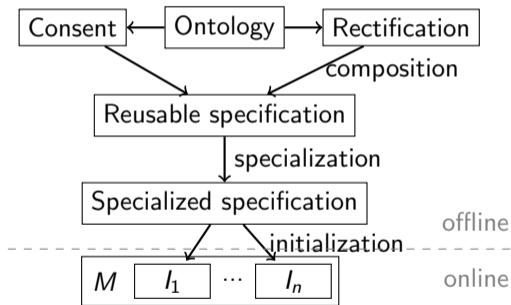 Consent Ontology Rectification
composition
Reusable specification
specialization
Specialized specification
offline
initialization
M I1 ... In
online